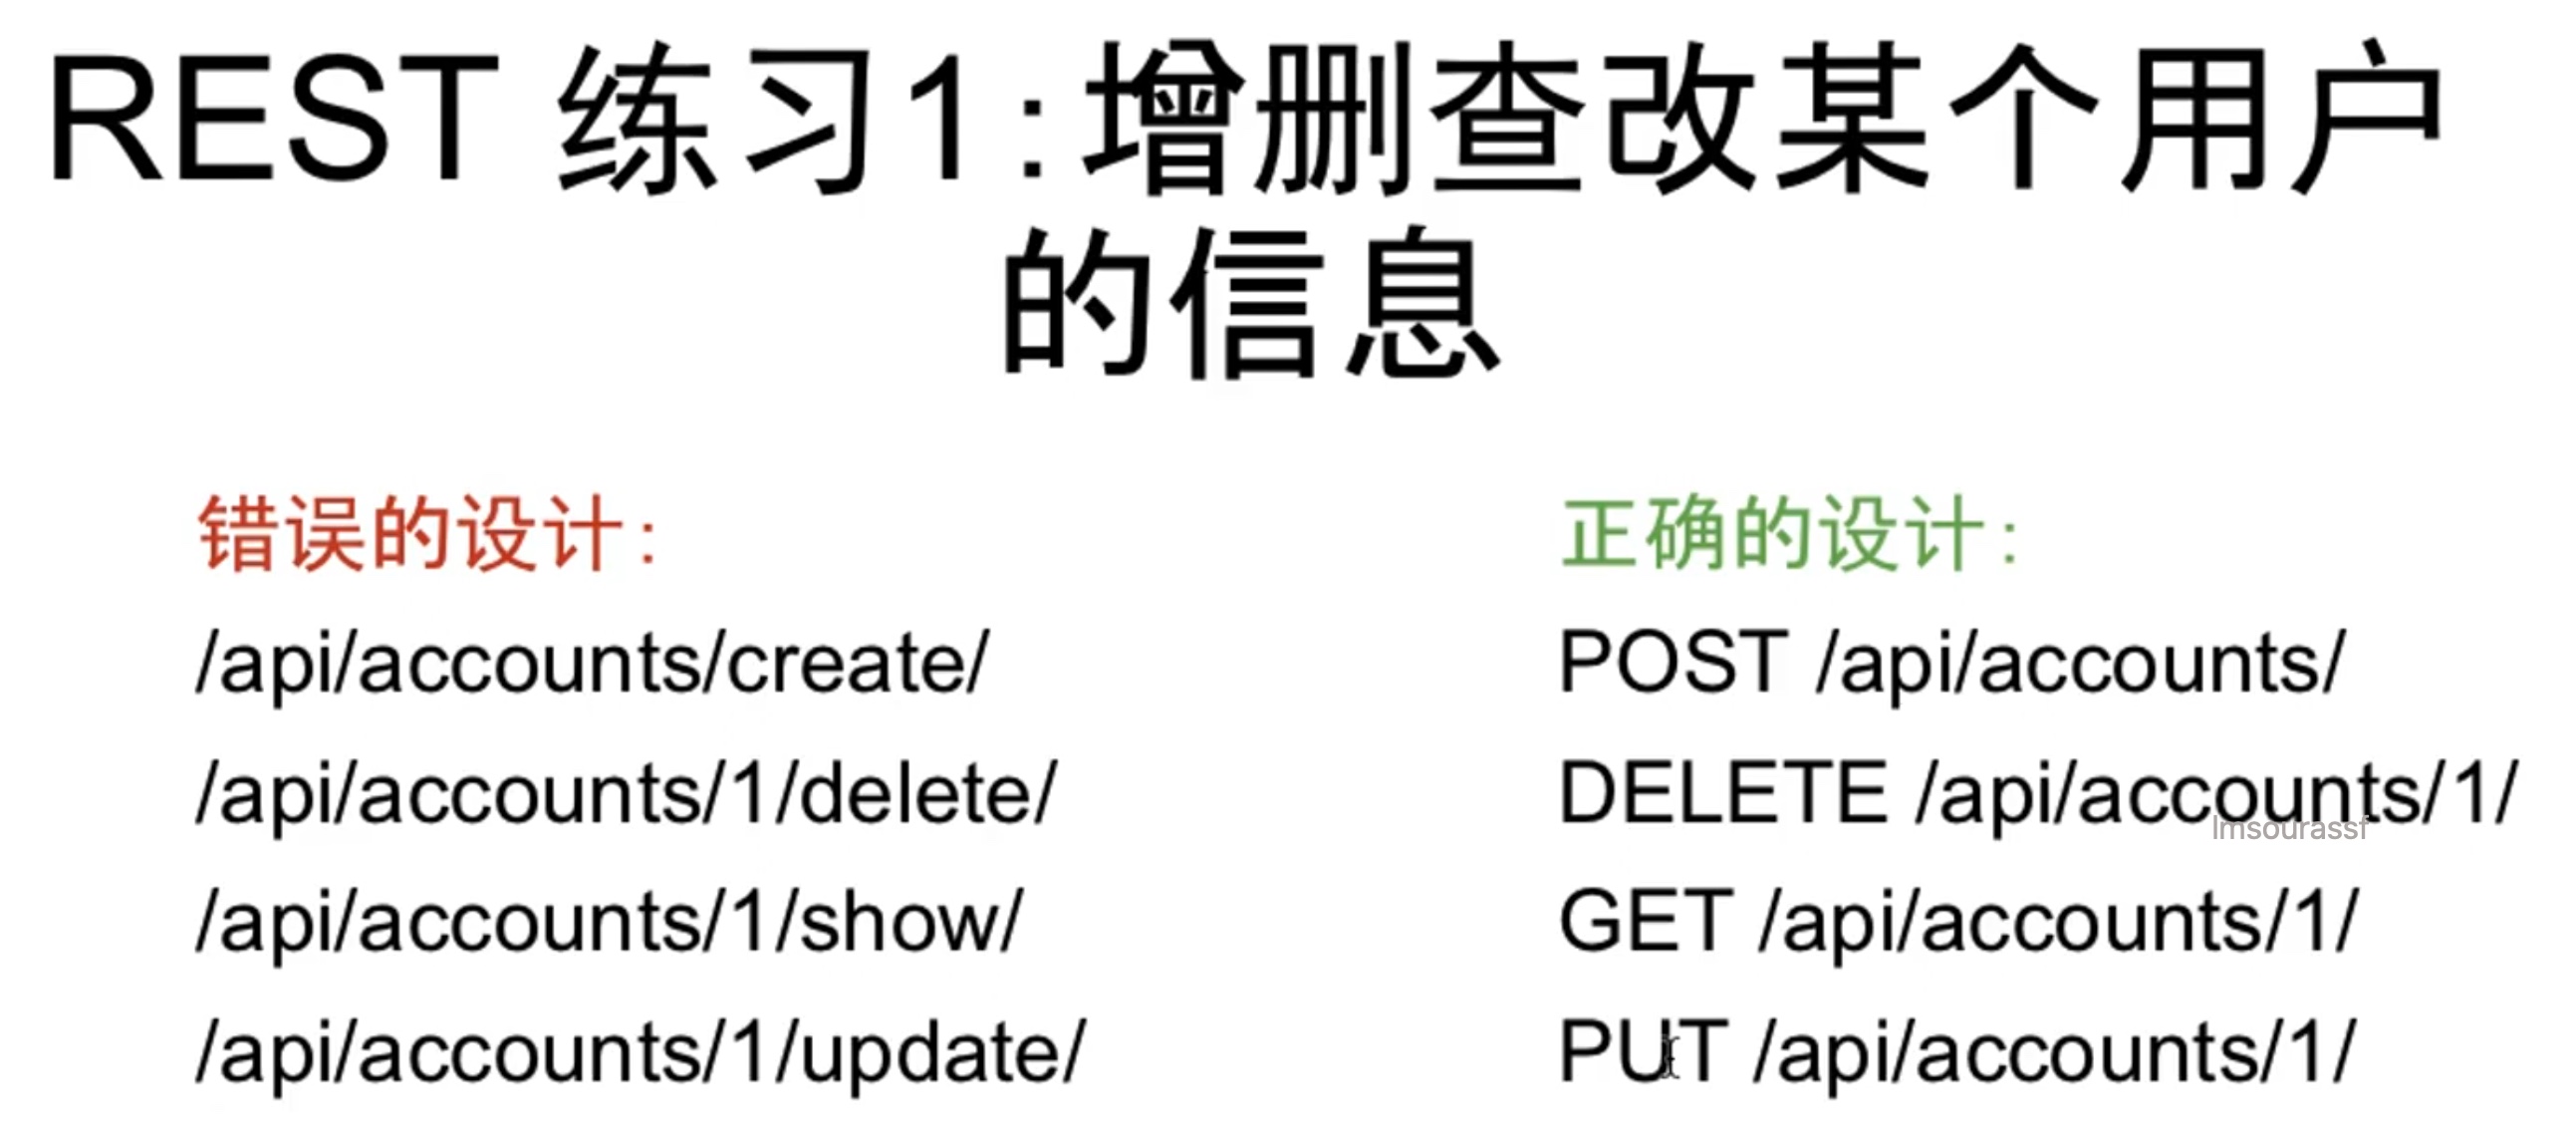 REST 练习1:增删查改某个用户
的信息
错误的设计:
/api/accounts/create/
/api/accounts/1/delete/
/api/accounts/1/show/
/api/accounts/1/update/
正确的设计:
POST /api/accounts/
DELETE /api/accounts/1/
lmsourassf
GET /api/accounts/1/
PUT /api/accounts/1/